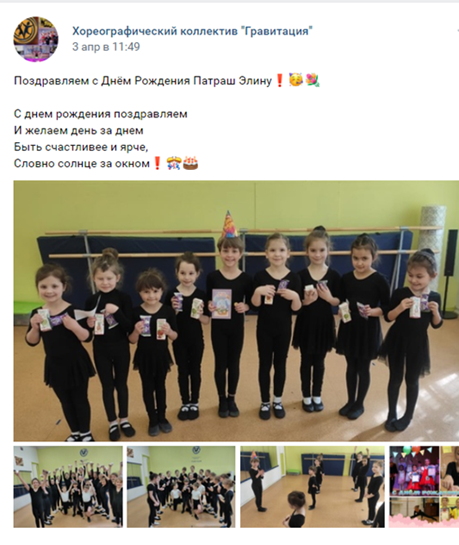 Хореографический коллектив "Гравитация"
3 апр в 11:49
Поздравляем с Днём Рождения Патраш Элину❗🥳💐
С днем рождения поздравляем
И желаем день за днем
Быть счастливее и ярче,
Словно солнце за окном❗🎊🎂